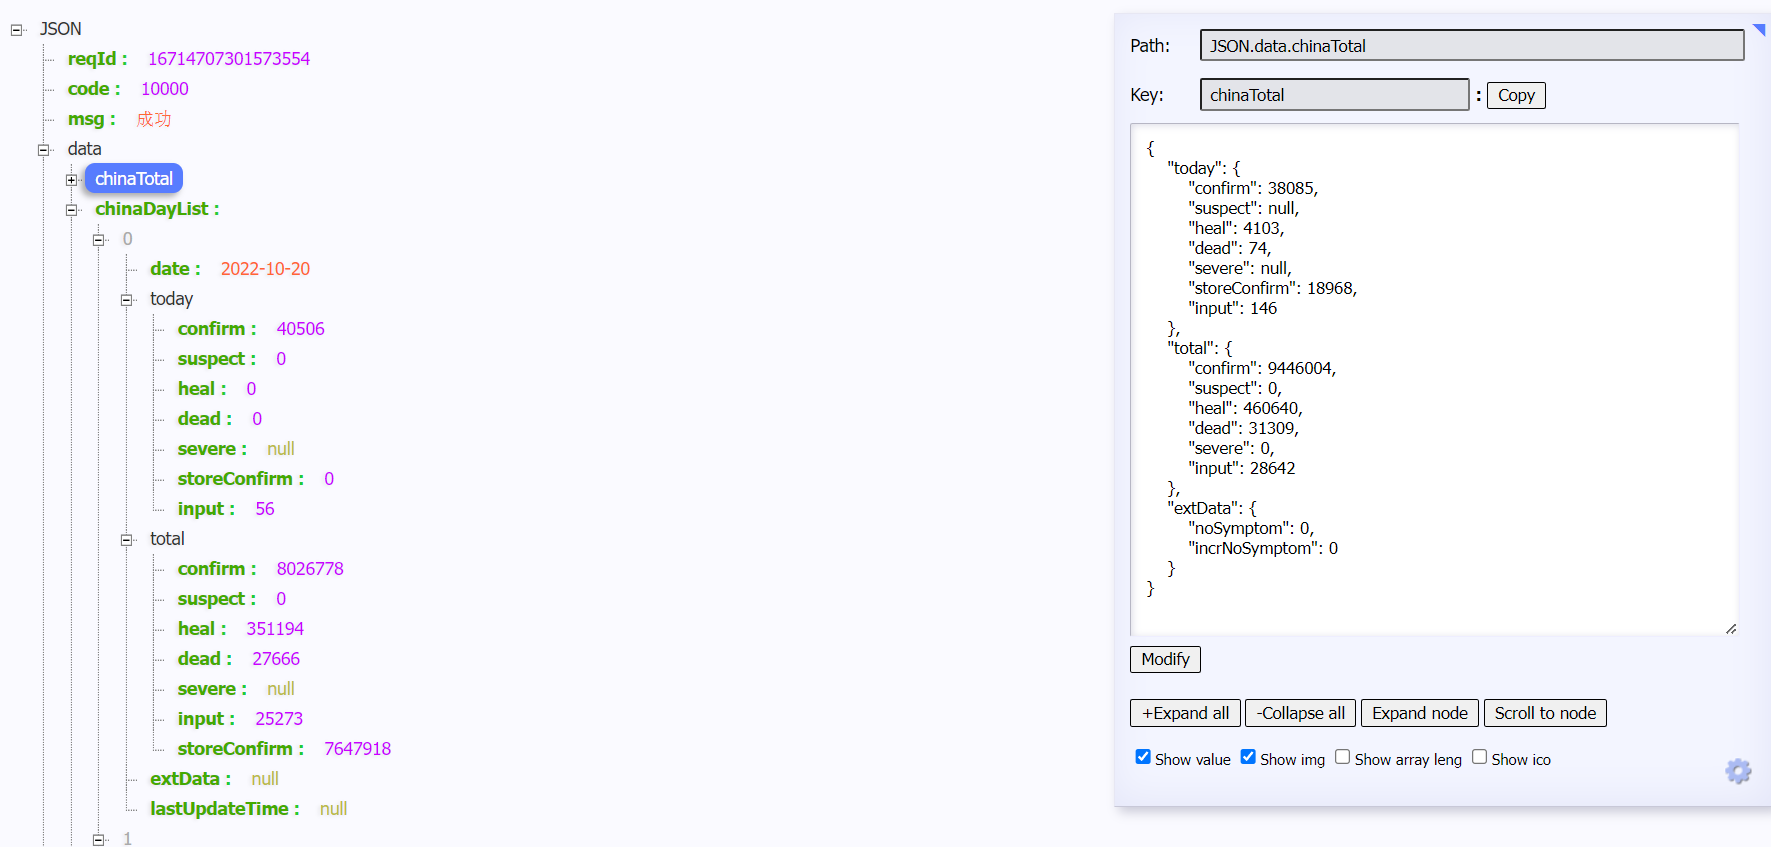 JSON
reqId : 16714707301573554
code : 10000
msg : 成功
data
chinaTotal
chinaDayList :
0
date : 2022-10-20
today
confirm : 40506
suspect : 0
heal : 0
dead : 0
severe : null
storeConfirm : 0
input : 56
total
confirm : 8026778
suspect : 0
heal : 351194
dead : 27666
severe : null
input : 25273
storeConfirm : 7647918
extData : null
lastUpdateTime : null
1
Path: JSON.data.chinaTotal
Key: chinaTotal : Copy
{
"today": {
"confirm": 38085,
"suspect": null,
"heal": 4103,
"dead": 74,
"severe": null,
"storeConfirm": 18968,
"input": 146
},
"total": {
"confirm": 9446004,
"suspect": 0,
"heal": 460640,
"dead": 31309,
"severe": 0,
"input": 28642
},
"extData": {
"noSymptom": 0,
"incrNoSymptom": 0
}
}
Modify
+Expand all -Collapse all Expand node Scroll to node
Show value Show img Show array leng Show ico